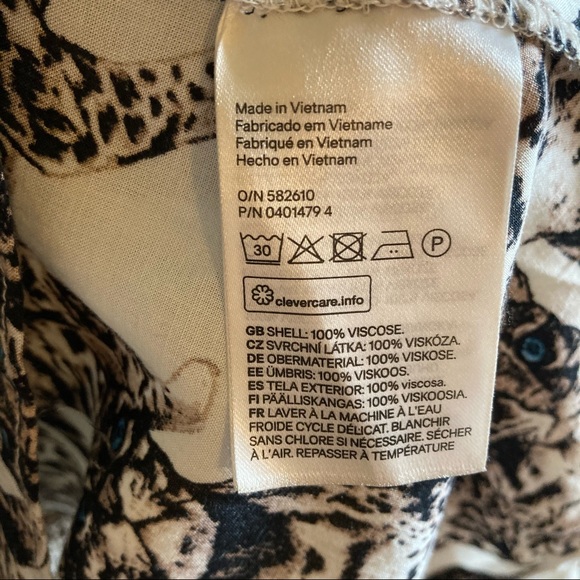 Made in Vietnam
Fabricado em Vietname
Fabriqué en Vietnam
Hecho en Vietnam
O/N 582610
P/N 0401479 4
30 P
clevercare.info
GB SHELL: 100% VISCOSE.
CZ SVRCHNÍ LÁTKA: 100% VISKÓZA.
DE OBERMATERIAL: 100% VISKOSE.
EE ÜMBRIS: 100% VISKOOS.
ES TELA EXTERIOR: 100% viscosa.
FI PÄÄLLISKANGAS: 100% VISKOOSIA.
FR LAVER À LA MACHINE À L'EAU
FROIDE CYCLE DÉLICAT. BLANCHIR
SANS CHLORE SI NÉCESSAIRE. SÉCHER
À L'AIR. REPASSER À TEMPÉRATURE